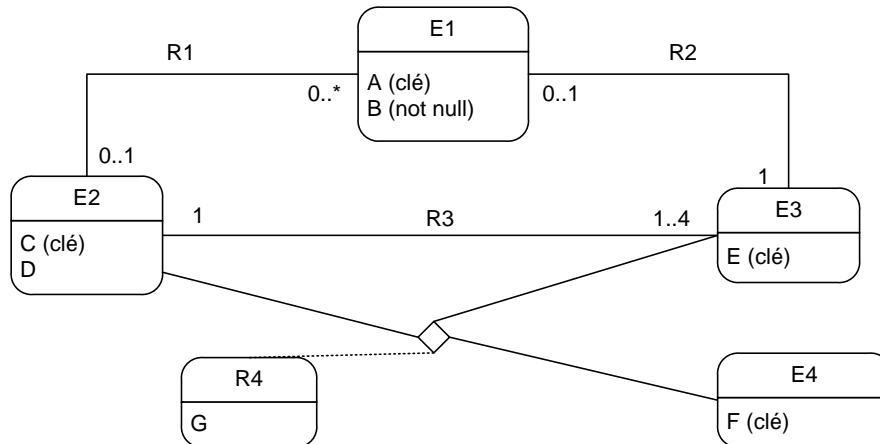 E1
R1
R2
A (clé)
B (not null)
0..*
0..1
0..1
1
E2
E3
1
R3
1..4
C (clé)
D
E (clé)
R4
E4
G
F (clé)